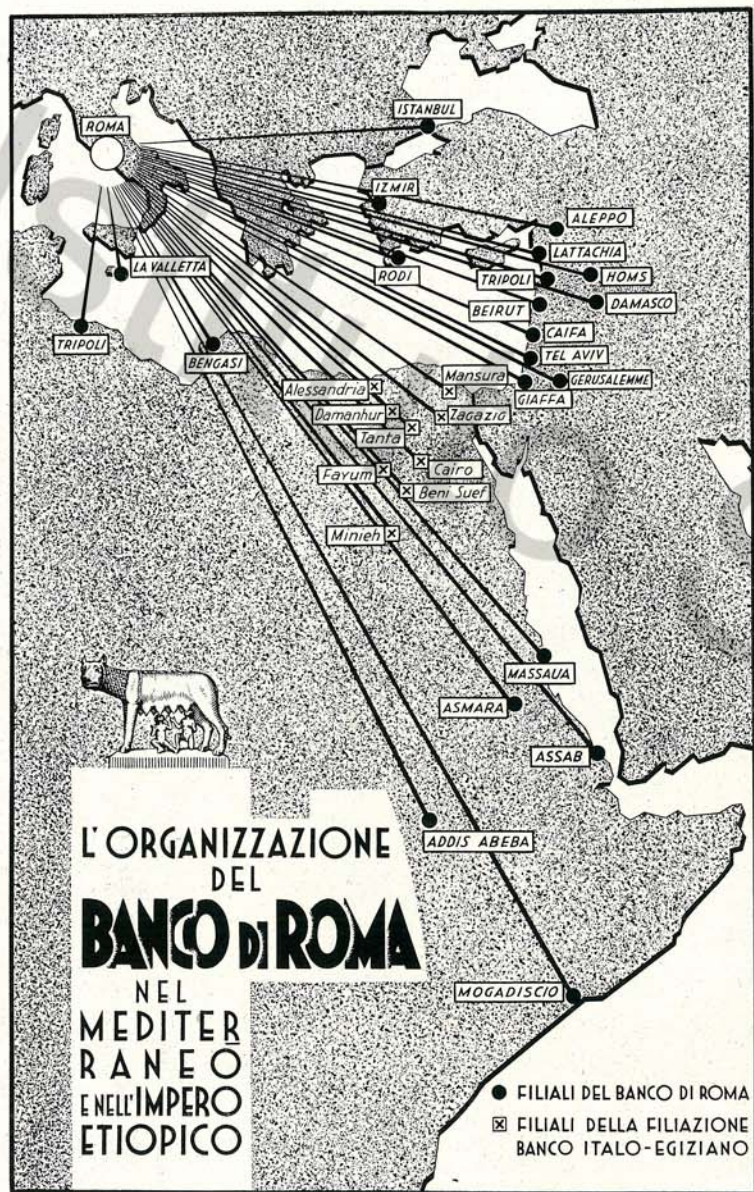 ROMA
ISTANBUL
IZMIR
ALEPPO
LATTACHIA
RODI
TRIPOLI
HOMS
BEIRUT
DAMASCO
LA VALLETTA
CAIFA
TRIPOLI
BENGASI
TEL AVIV
GERUSALEMME
GIAFFA
Alessandria
Mansura
Damanhur
Zagazig
Tanta
Fayum
Cairo
Beni Suef
Minieh
MASSAUA
ASMARA
ASSAB
ADDIS ABEBA
MOGADISCIO
L'ORGANIZZAZIONE
DEL
BANCO DI ROMA
NEL
MEDITER
RANEO
E NELL'IMPERO
ETIOPICO
FILIALI DEL BANCO DI ROMA
FILIALI DELLA FILIAZIONE
BANCO ITALO-EGIZIANO